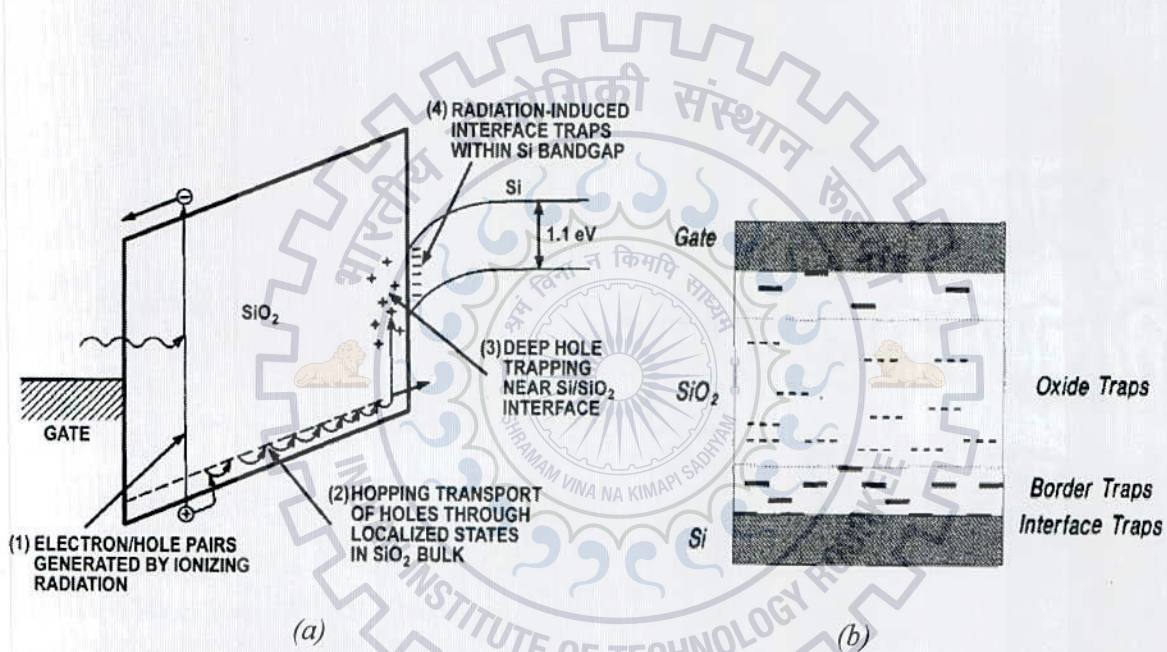 (4) RADIATION-INDUCED
INTERFACE TRAPS
WITHIN Si BANDGAP
Si
1.1 eV
SiO₂
(3) DEEP HOLE
TRAPPING
NEAR Si/SiO₂
INTERFACE
GATE
(2) HOPPING TRANSPORT
OF HOLES THROUGH
LOCALIZED STATES
IN SiO₂ BULK
(1) ELECTRON/HOLE PAIRS
GENERATED BY IONIZING
RADIATION
(a)
Gate
SiO₂
Oxide Traps
Border Traps
Interface Traps
Si
(b)
संस्थान
श्रमं विना न किमपि साध्यम्
SHRAMAM VINA NA KIMAPI SADHYAM
INSTITUTE OF TECHNOLOGY ROORKEE